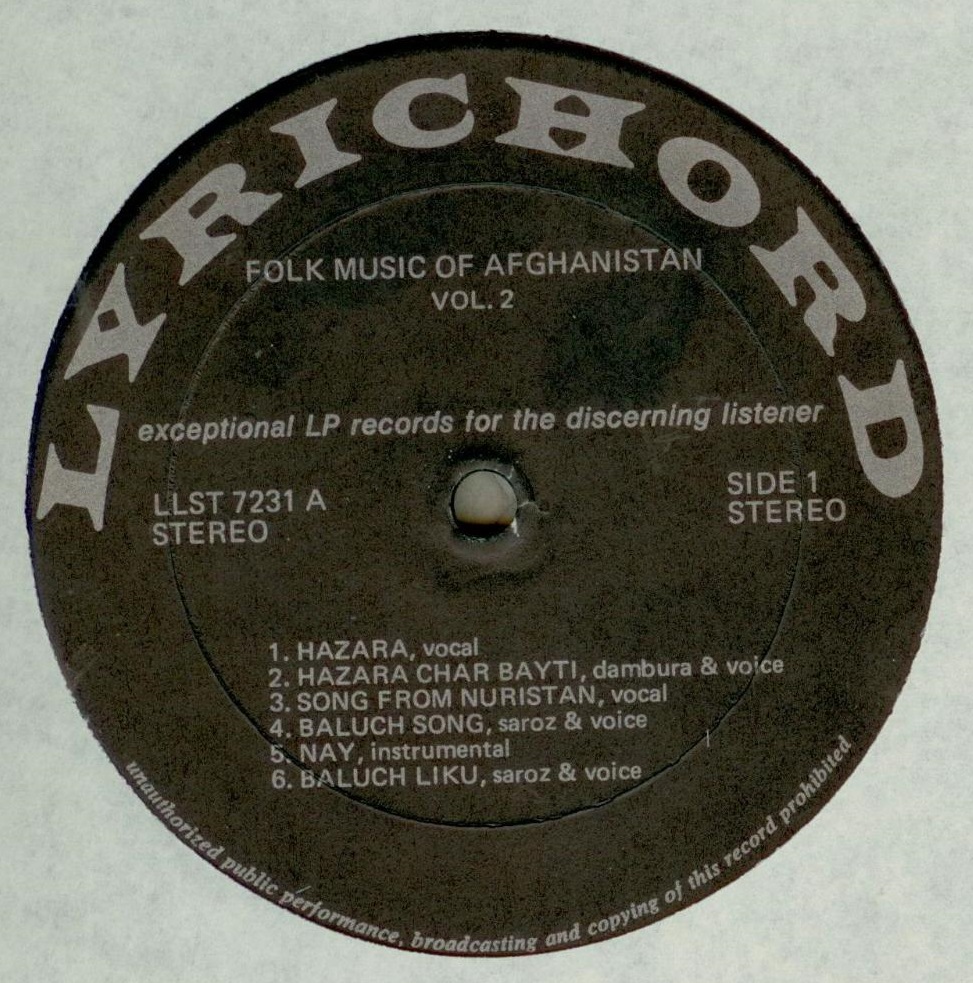 LYRICHORD
FOLK MUSIC OF AFGHANISTAN
VOL. 2
exceptional LP records for the discerning listener
LLST 7231 A
STEREO
SIDE 1
STEREO
1. HAZARA, vocal
2. HAZARA CHAR BAYTI, dambura & voice
3. SONG FROM NURISTAN, vocal
4. BALUCH SONG, saroz & voice
5. NAY, instrumental
6. BALUCH LIKU, saroz & voice
unauthorized public performance, broadcasting and copying of this record prohibited